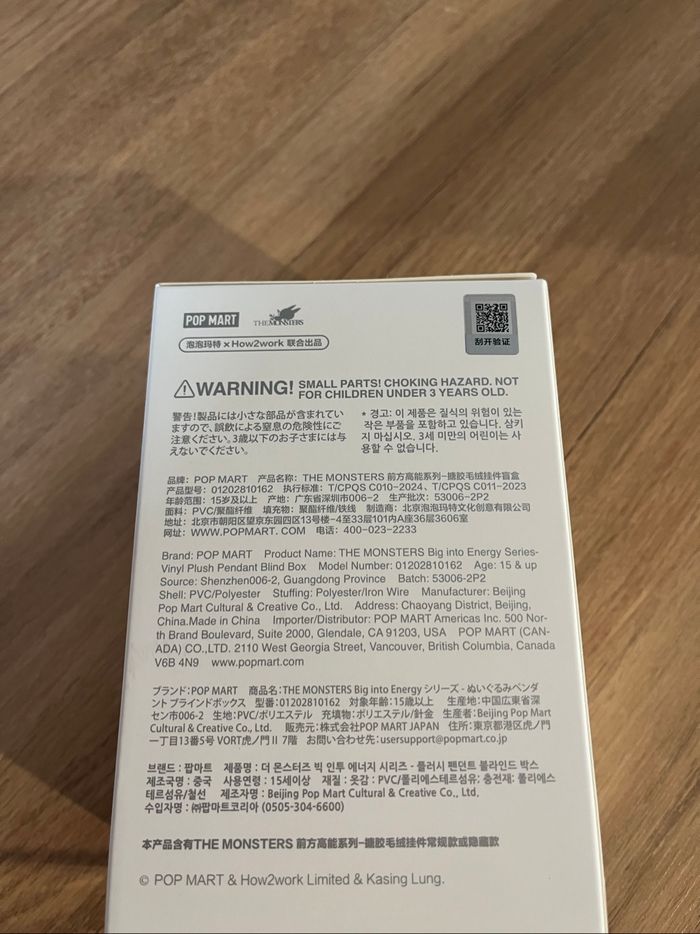 POP MART
THE MONSTERS
泡泡玛特 × How2work 联合出品
刮开验证
WARNING! SMALL PARTS! CHOKING HAZARD. NOT
FOR CHILDREN UNDER 3 YEARS OLD.
警告!製品には小さな部品が含まれてい
ますので、誤飲による窒息の危険性にご
注意ください。3歳以下のお子さまには与
えないでください。
* 경고: 이 제품은 질식의 위험이 있는
작은 부품을 포함하고 있습니다. 삼키
지 마십시오. 3세 미만의 어린이는 사
용할 수 없습니다.
品牌：POP MART 产品名称：THE MONSTERS 前方高能系列—搪胶毛绒挂件盲盒
产品型号：01202810162 执行标准：T/CPQS C010-2024、T/CPQS C011-2023
年龄范围：15岁及以上 产地：广东省深圳市006-2 生产批次：53006-2P2
面料：PVC/聚酯纤维 填充物：聚酯纤维/铁线 制造商：北京泡泡玛特文化创意有限公司
地址：北京市朝阳区望京东园四区13号楼-4至33层101内A座36层3606室
网址：WWW.POPMART.COM 电话：400-023-2233
Brand: POP MART Product Name: THE MONSTERS Big into Energy Series-
Vinyl Plush Pendant Blind Box Model Number: 01202810162 Age: 15 & up
Source: Shenzhen006-2, Guangdong Province Batch: 53006-2P2
Shell: PVC/Polyester Stuffing: Polyester/Iron Wire Manufacturer: Beijing
Pop Mart Cultural & Creative Co., Ltd. Address: Chaoyang District, Beijing,
China.Made in China Importer/Distributor: POP MART Americas Inc. 500 Nor-
th Brand Boulevard, Suite 2000, Glendale, CA 91203, USA POP MART (CAN-
ADA) CO.,LTD. 2110 West Georgia Street, Vancouver, British Columbia, Canada
V6B 4N9 www.popmart.com
ブランド:POP MART 商品名:THE MONSTERS Big into Energy シリーズ - ぬいぐるみペンダ
ント ブラインドボックス 型番:01202810162 対象年齢:15歳以上 生産地:中国広東省深
セン市006-2 生地:PVC/ポリエステル 充填物:ポリエステル/針金 生産者:Beijing Pop Mart
Cultural & Creative Co., Ltd. 販売元:株式会社POP MART JAPAN 住所:東京都港区虎ノ門
一丁目13番5号 VORT虎ノ門Ⅱ 7階 お問い合わせ先:usersupport@popmart.co.jp
브랜드 : 팝마트 제품명 : 더 몬스터즈 빅 인투 에너지 시리즈 - 플러시 펜던트 블라인드 박스
제조국명 : 중국 사용연령 : 15세이상 재질 : 옷감 : PVC/폴리에스테르섬유; 충전재: 폴리에스
테르섬유/철선 제조자명 : Beijing Pop Mart Cultural & Creative Co., Ltd.
수입자명 : ㈜팝마트코리아 (0505-304-6600)
本产品含有THE MONSTERS 前方高能系列—搪胶毛绒挂件常规款或隐藏款
© POP MART & How2work Limited & Kasing Lung.